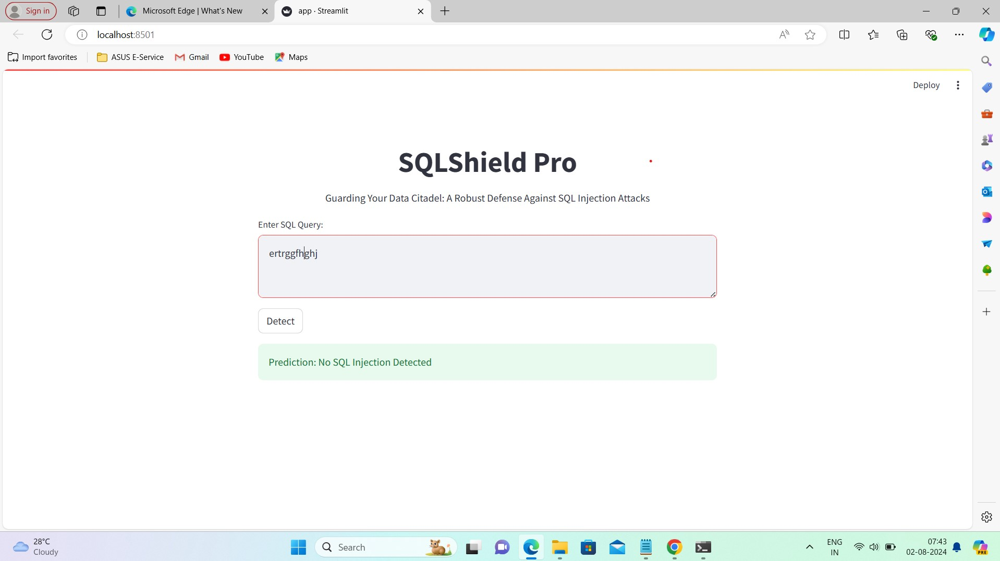 Sign in
Microsoft Edge | What's New
app · Streamlit
localhost:8501
Import favorites
ASUS E-Service
Gmail
YouTube
Maps
Deploy
SQLShield Pro
Guarding Your Data Citadel: A Robust Defense Against SQL Injection Attacks
Enter SQL Query:
ertrggfhghj
Detect
Prediction: No SQL Injection Detected
28°C
Cloudy
Search
ENG
IN
07:43
02-08-2024
PRE